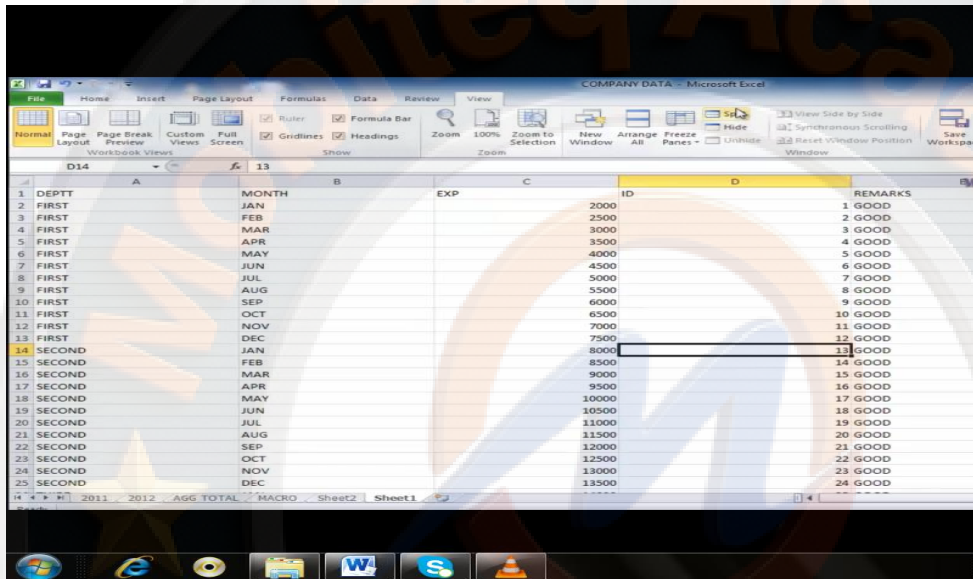 Moniteq Aca
COMPANY DATA - Microsoft Excel
File Home Insert Page Layout Formulas Data Review View
Normal Page Layout Page Break Preview Custom Views Full Screen
Workbook Views
Ruler Formula Bar
Gridlines Headings
Show
Zoom 100% Zoom to Selection
Zoom
New Window Arrange All Freeze Panes
Split
Hide
Unhide
View Side by Side
Synchronous Scrolling
Reset Window Position
Window
Save
D14 fx 13
A B C D
1 DEPTT MONTH EXP ID REMARKS
2 FIRST JAN 2000 1 GOOD
3 FIRST FEB 2500 2 GOOD
4 FIRST MAR 3000 3 GOOD
5 FIRST APR 3500 4 GOOD
6 FIRST MAY 4000 5 GOOD
7 FIRST JUN 4500 6 GOOD
8 FIRST JUL 5000 7 GOOD
9 FIRST AUG 5500 8 GOOD
10 FIRST SEP 6000 9 GOOD
11 FIRST OCT 6500 10 GOOD
12 FIRST NOV 7000 11 GOOD
13 FIRST DEC 7500 12 GOOD
14 SECOND JAN 8000 13 GOOD
15 SECOND FEB 8500 14 GOOD
16 SECOND MAR 9000 15 GOOD
17 SECOND APR 9500 16 GOOD
18 SECOND MAY 10000 17 GOOD
19 SECOND JUN 10500 18 GOOD
20 SECOND JUL 11000 19 GOOD
21 SECOND AUG 11500 20 GOOD
22 SECOND SEP 12000 21 GOOD
23 SECOND OCT 12500 22 GOOD
24 SECOND NOV 13000 23 GOOD
25 SECOND DEC 13500 24 GOOD
2011 2012 AGG TOTAL MACRO Sheet2 Sheet1